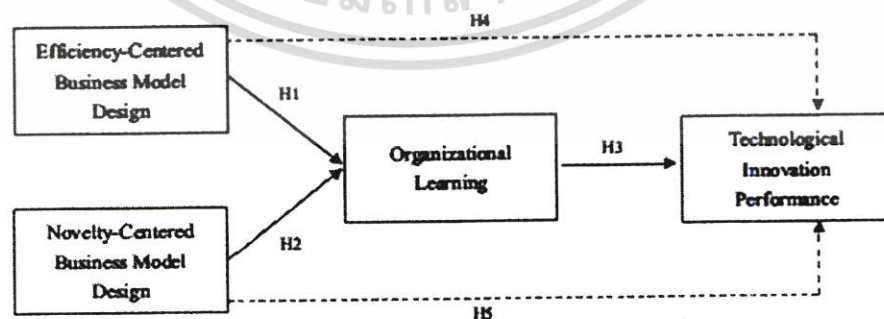 H4
Efficiency-Centered
Business Model
Design
H1
Organizational
Learning
H3
Technological
Innovation
Performance
Novelty-Centered
Business Model
Design
H2
H5